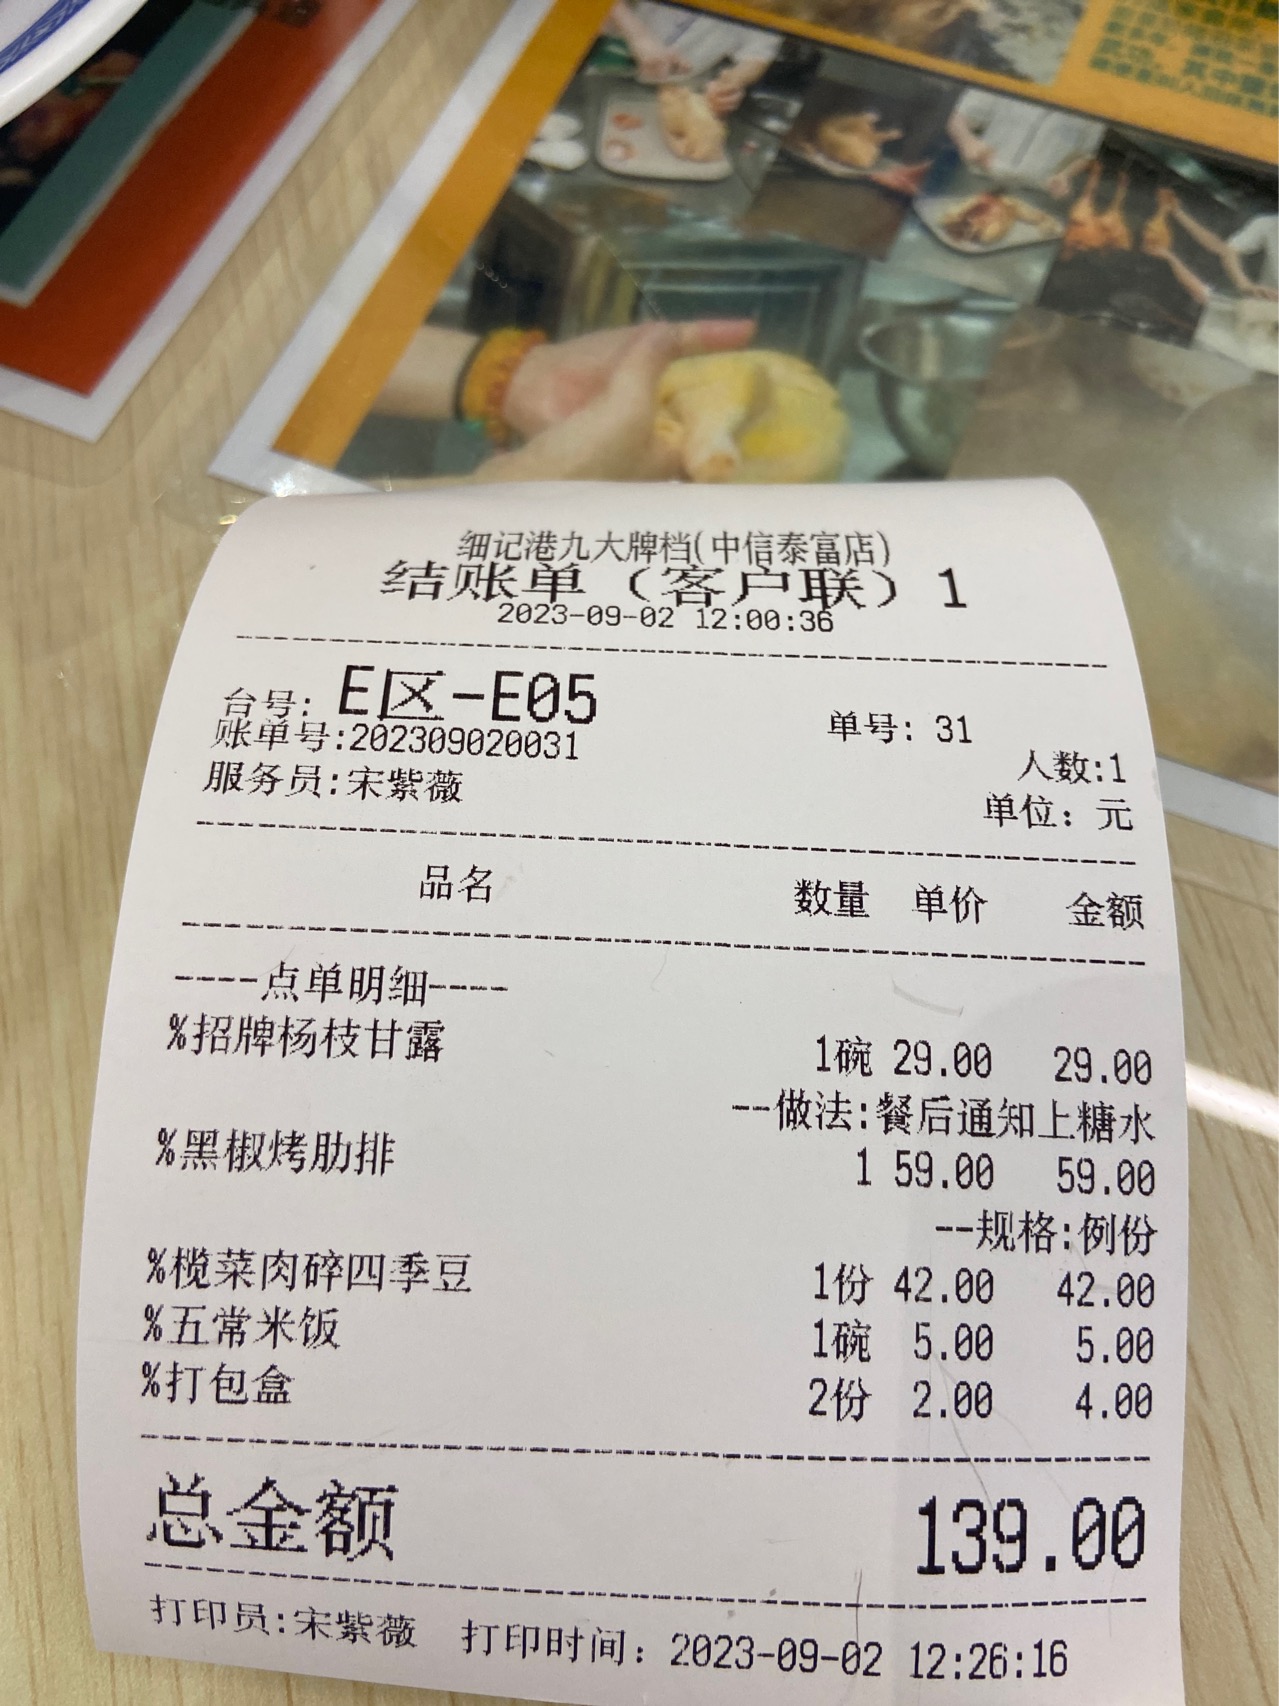 细记港九大牌档(中信泰富店)
结账单（客户联）1
2023-09-02 12:00:36
台号: E区-E05 单号: 31
账单号:202309020031 人数:1
服务员:宋紫薇 单位: 元
品名 数量 单价 金额
----点单明细----
%招牌杨枝甘露 1碗 29.00 29.00
--做法:餐后通知上糖水
%黑椒烤肋排 1 59.00 59.00
--规格:例份
%榄菜肉碎四季豆 1份 42.00 42.00
%五常米饭 1碗 5.00 5.00
%打包盒 2份 2.00 4.00
总金额 139.00
打印员:宋紫薇 打印时间: 2023-09-02 12:26:16